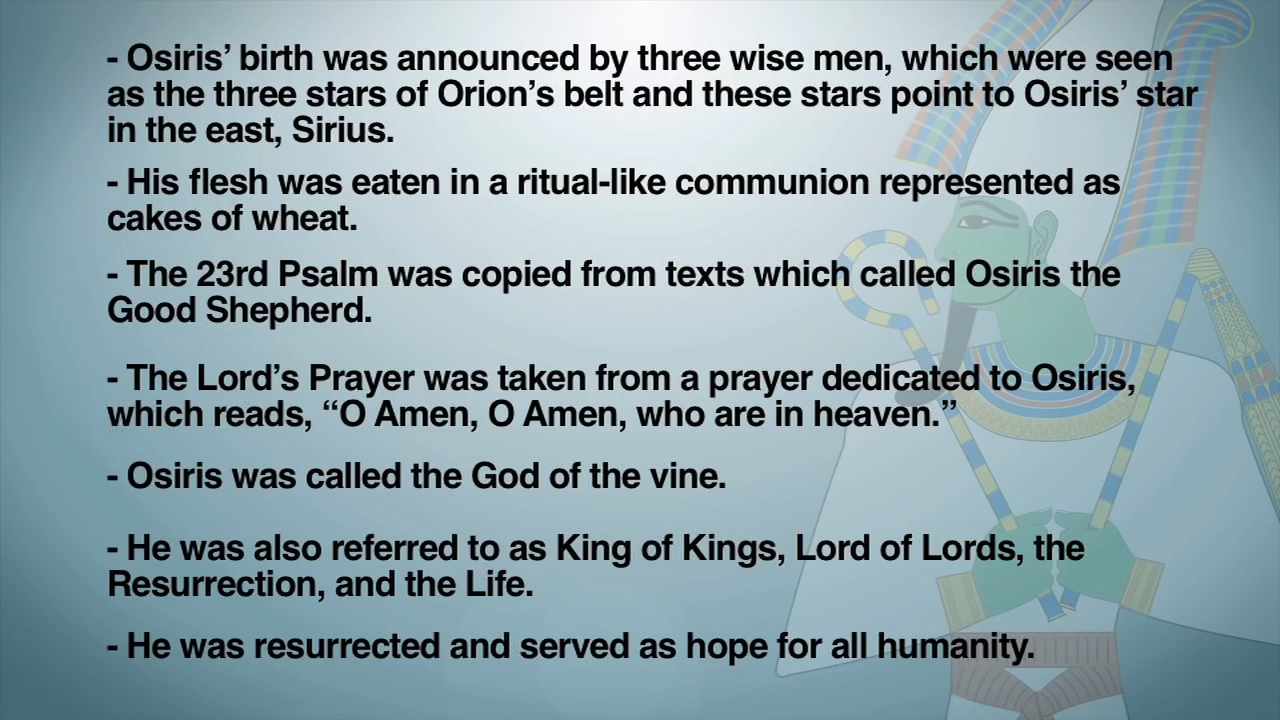 - Osiris’ birth was announced by three wise men, which were seen
as the three stars of Orion’s belt and these stars point to Osiris’ star
in the east, Sirius.
- His flesh was eaten in a ritual-like communion represented as
cakes of wheat.
- The 23rd Psalm was copied from texts which called Osiris the
Good Shepherd.
- The Lord’s Prayer was taken from a prayer dedicated to Osiris,
which reads, “O Amen, O Amen, who are in heaven.”
- Osiris was called the God of the vine.
- He was also referred to as King of Kings, Lord of Lords, the
Resurrection, and the Life.
- He was resurrected and served as hope for all humanity.